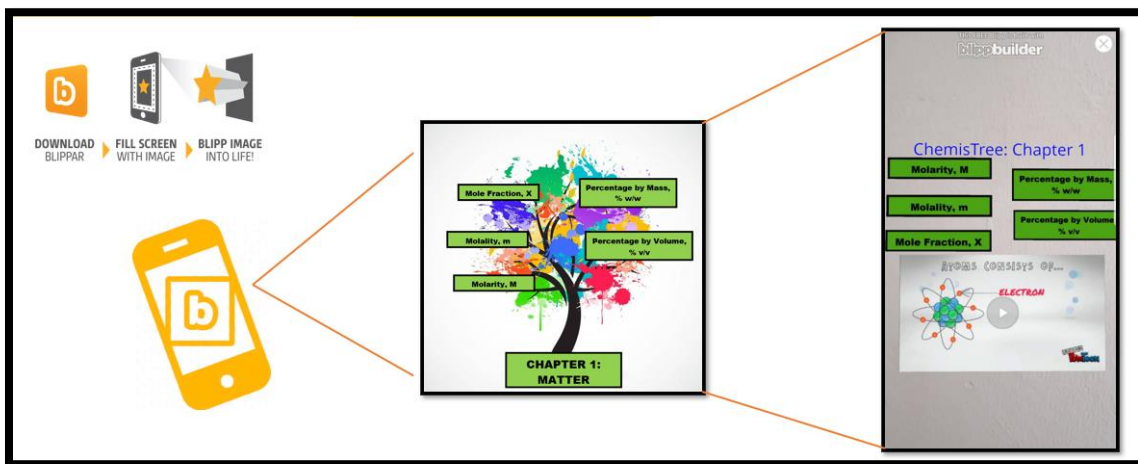 DOWNLOAD
BLIPPAR
FILL SCREEN
WITH IMAGE
BLIPP IMAGE
INTO LIFE!
b
b
Mole Fraction, X
Percentage by Mass,
% w/w
Molality, m
Percentage by Volume,
% v/v
Molarity, M
CHAPTER 1:
MATTER
blippbuilder
ChemisTree: Chapter 1
Molarity, M
Percentage by Mass,
% w/w
Molality, m
Percentage by Volume
% v/v
Mole Fraction, X
ATOMS CONSISTS OF...
ELECTRON